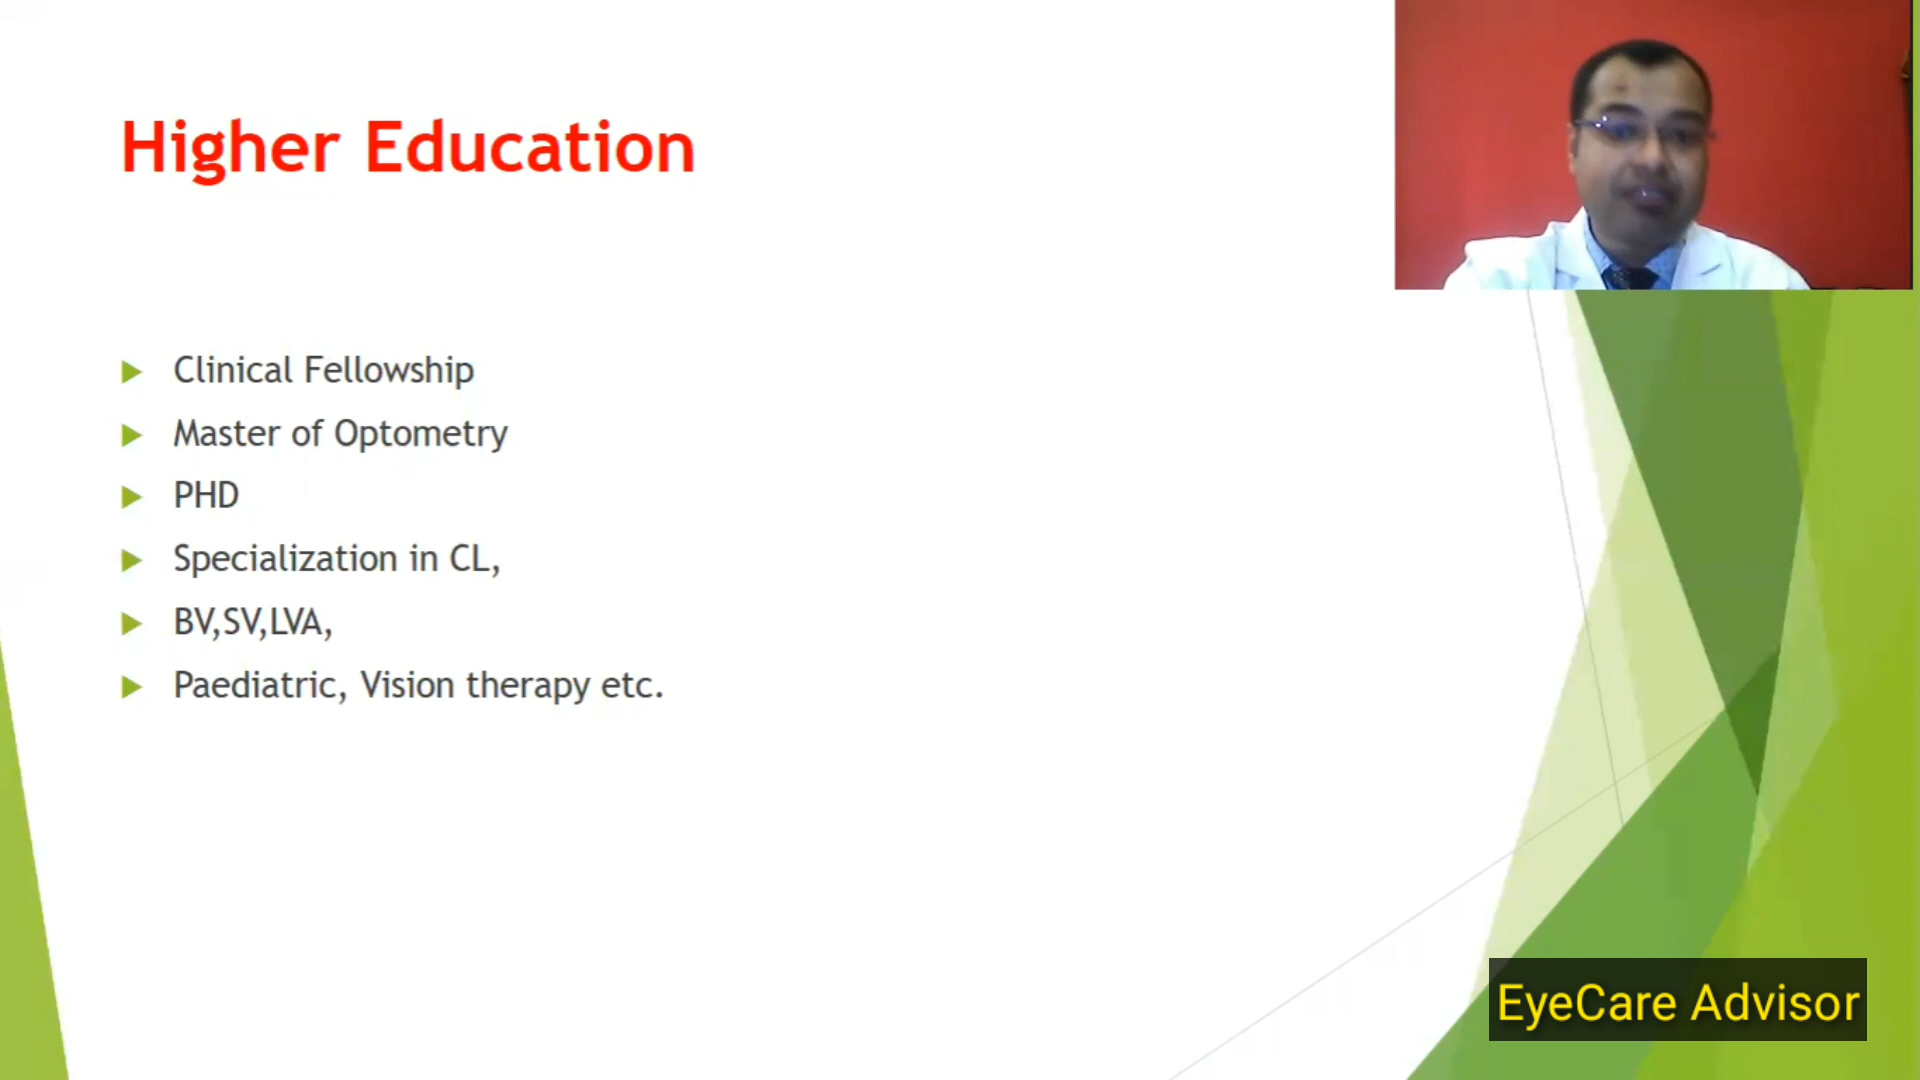 Higher Education
Clinical Fellowship
Master of Optometry
PHD
Specialization in CL,
BV,SV,LVA,
Paediatric, Vision therapy etc.
EyeCare Advisor